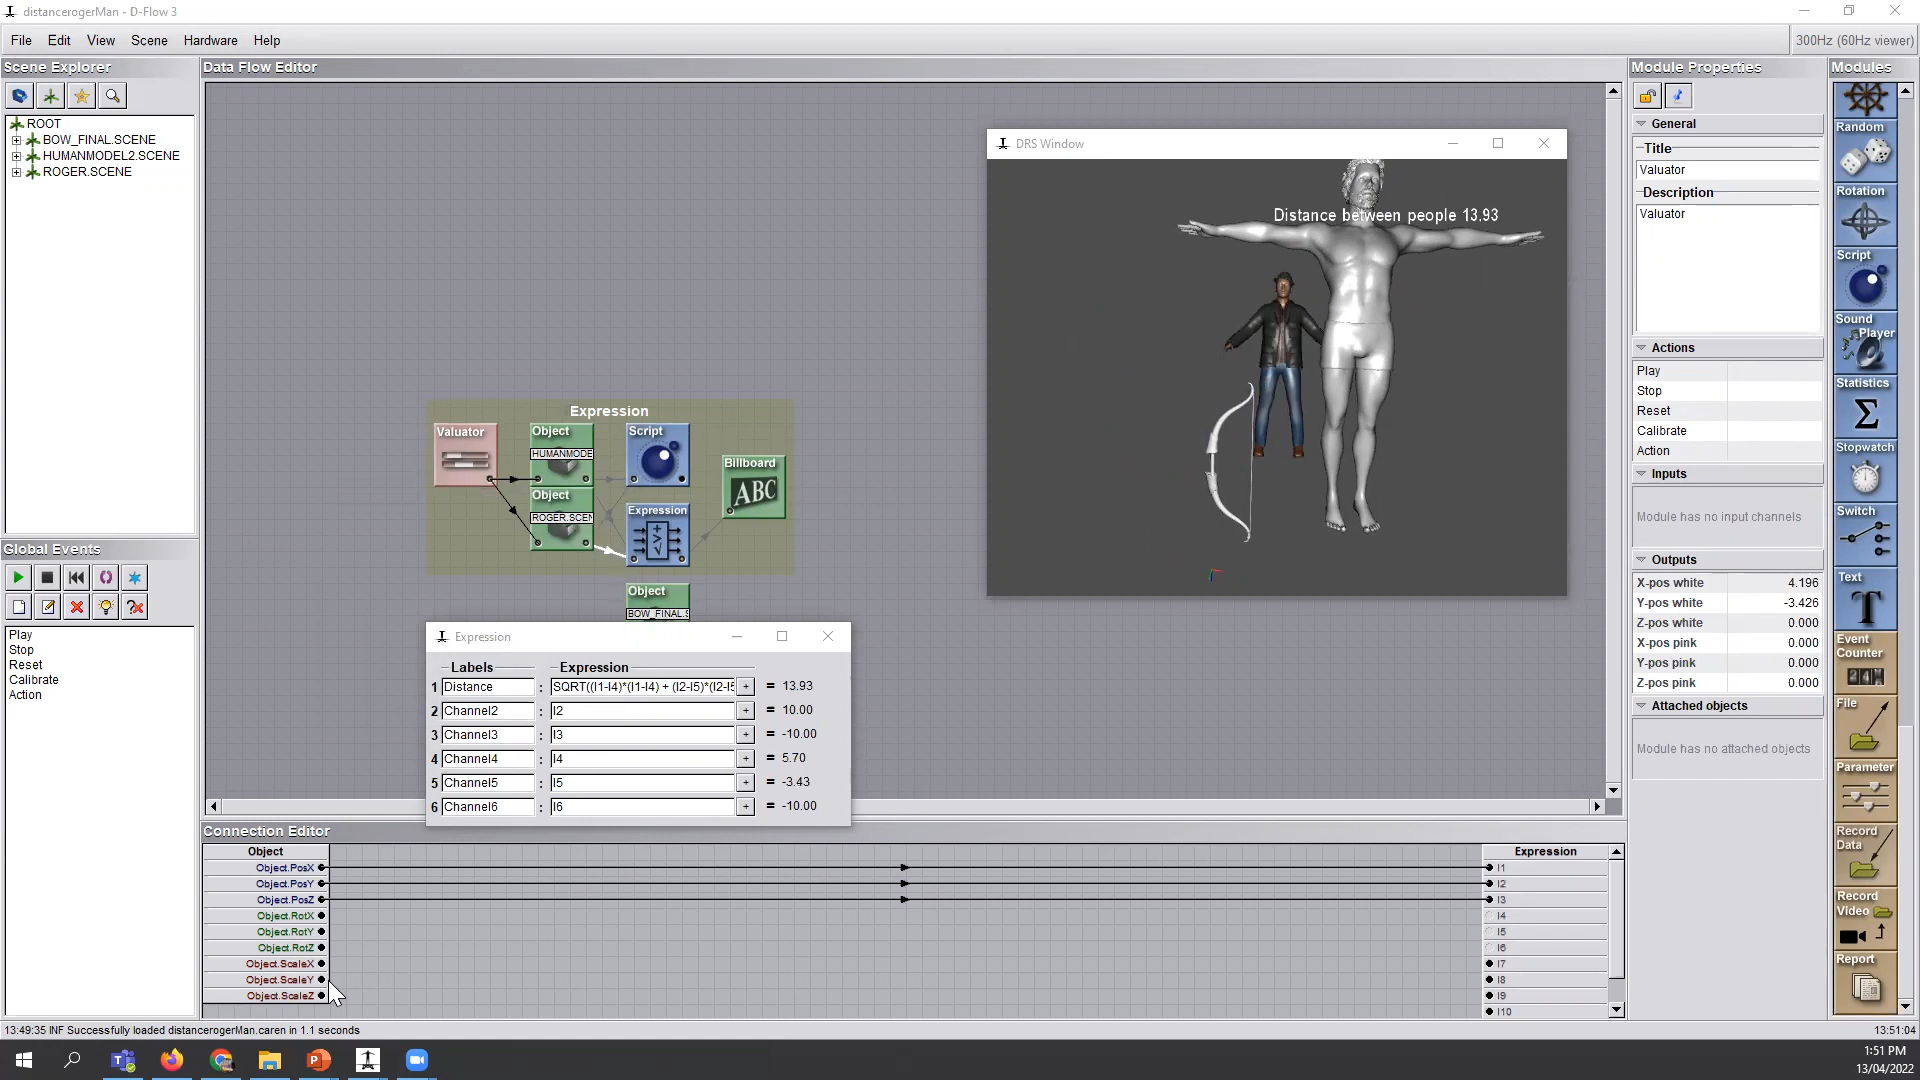 distancerogerMan - D-Flow 3
File Edit View Scene Hardware Help
300Hz (60Hz viewer)
Scene Explorer
ROOT
BOW_FINAL.SCENE
HUMANMODEL2.SCENE
ROGER.SCENE
Global Events
Play
Stop
Reset
Calibrate
Action
Data Flow Editor
Expression
Valuator
Object
HUMANMODE
Script
Object
ROGER.SCEN
Expression
Billboard
ABC
Object
BOW_FINAL.S
DRS Window
Distance between people 13.93
Expression
Labels Expression
1 Distance : SQRT((I1-I4)*(I1-I4) + (I2-I5)*(I2-I5 + = 13.93
2 Channel2 : I2 + = 10.00
3 Channel3 : I3 + = -10.00
4 Channel4 : I4 + = 5.70
5 Channel5 : I5 + = -3.43
6 Channel6 : I6 + = -10.00
Connection Editor
Object
Object.PosX
Object.PosY
Object.PosZ
Object.RotX
Object.RotY
Object.RotZ
Object.ScaleX
Object.ScaleY
Object.ScaleZ
Expression
I1
I2
I3
I4
I5
I6
I7
I8
I9
I10
Module Properties
General
Title
Valuator
Description
Valuator
Actions
Play
Stop
Reset
Calibrate
Action
Inputs
Module has no input channels
Outputs
X-pos white 4.196
Y-pos white -3.426
Z-pos white 0.000
X-pos pink 0.000
Y-pos pink 0.000
Z-pos pink 0.000
Attached objects
Module has no attached objects
Modules
Random
Rotation
Script
Sound
Player
Statistics
Stopwatch
Switch
Text
Event
Counter
File
Parameter
Record
Data
Record
Video
Report
13:49:35 INF Successfully loaded distancerogerMan.caren in 1.1 seconds
13:51:04
1:51 PM
13/04/2022